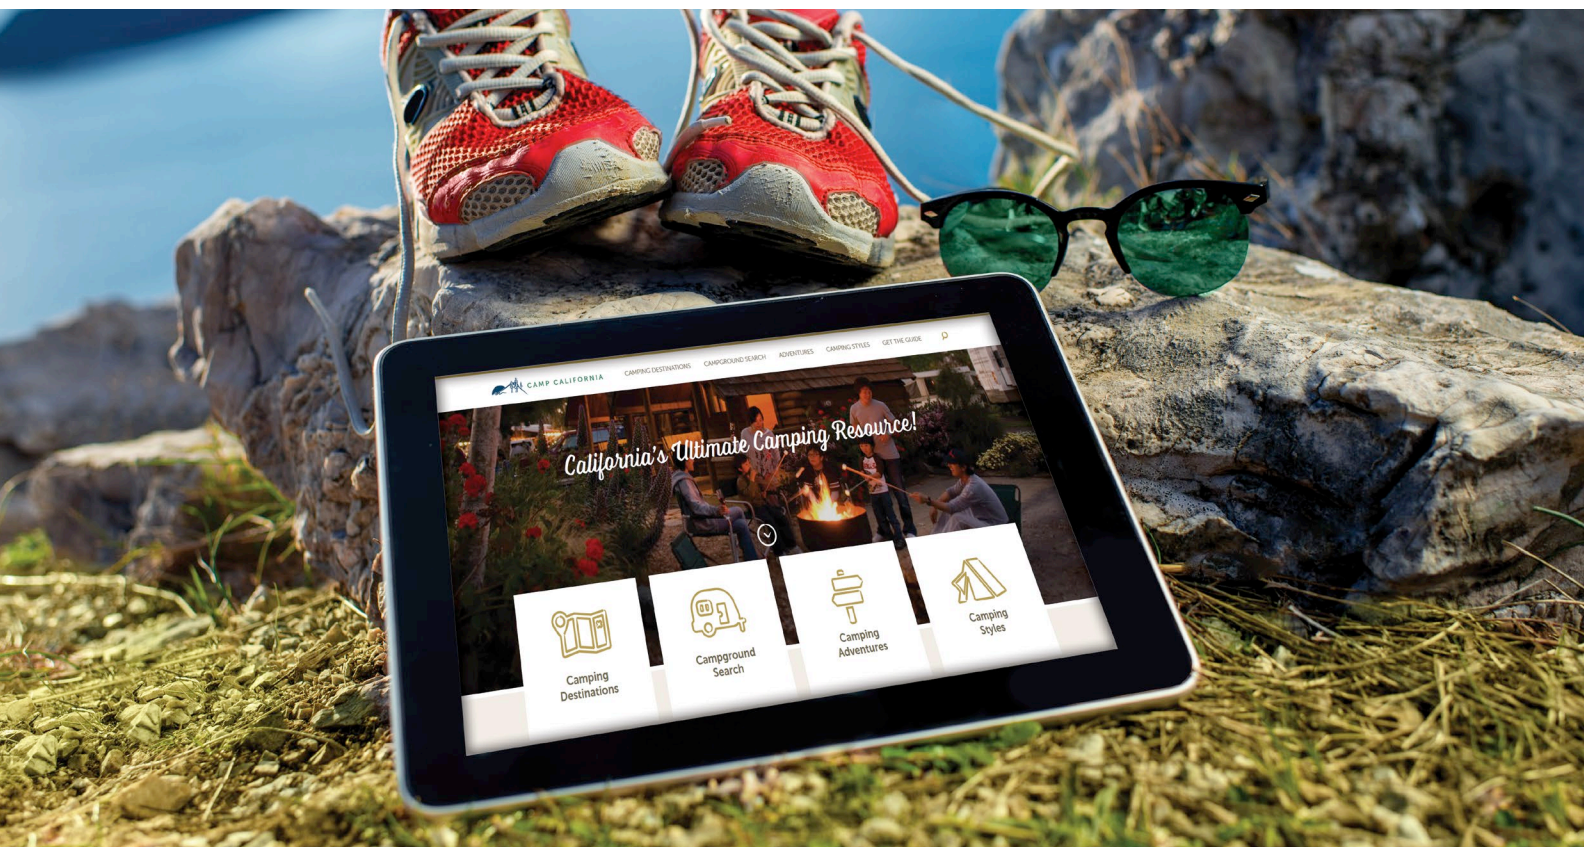 CAMP CALIFORNIA
CAMPING DESTINATIONS
CAMPGROUND SEARCH
ADVENTURES
CAMPING STYLES
GET THE GUIDE
California's Ultimate Camping Resource!
Camping
Destinations
Campground
Search
Camping
Adventures
Camping
Styles